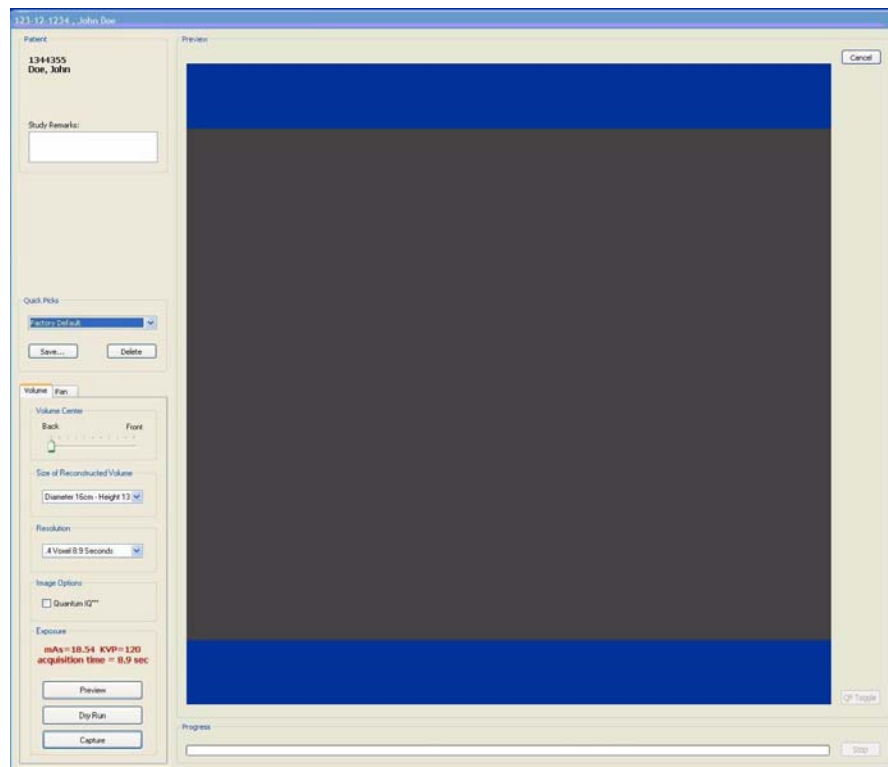 123-12-1234 , John Doe
Patient
1344355
Doe, John
Study Remarks:
Quick Picks
Factory Default
Save...
Delete
Volume
Pan
Volume Center
Back
Front
Size of Reconstructed Volume
Diameter 16cm - Height 13
Resolution
.4 Voxel 8.9 Seconds
Image Options
Quantum IQ™
Exposure
mAs=18.54 KVP=120
acquisition time = 8.9 sec
Preview
Dry Run
Capture
Preview
Cancel
QF Toggle
Progress
Stop